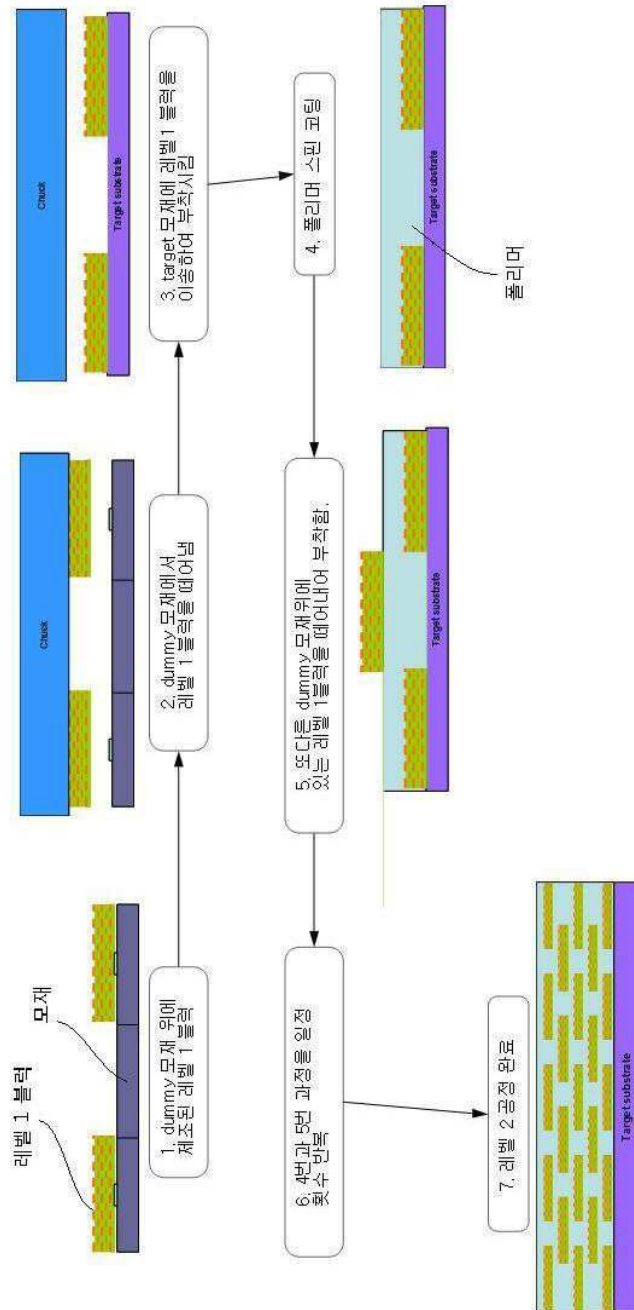 레벨 1 블럭
모재
1. dummy 모재 위에
제조된 레벨 1 블럭
Chuck
2. dummy 모재에서
레벨 1 블럭을 떼어냄
Chuck
Target substrate
3. target 모재에 레벨1 블럭을
이송하여 부착시킴
4. 폴리머 스핀 코팅
Target substrate
폴리머
5. 또다른 dummy 모재위에
있는 레벨 1블럭을 떼어내어 부착함.
Target substrate
6. 4번과 5번 과정을 일정
횟수 반복
7. 레벨 2 공정 완료
Target substrate